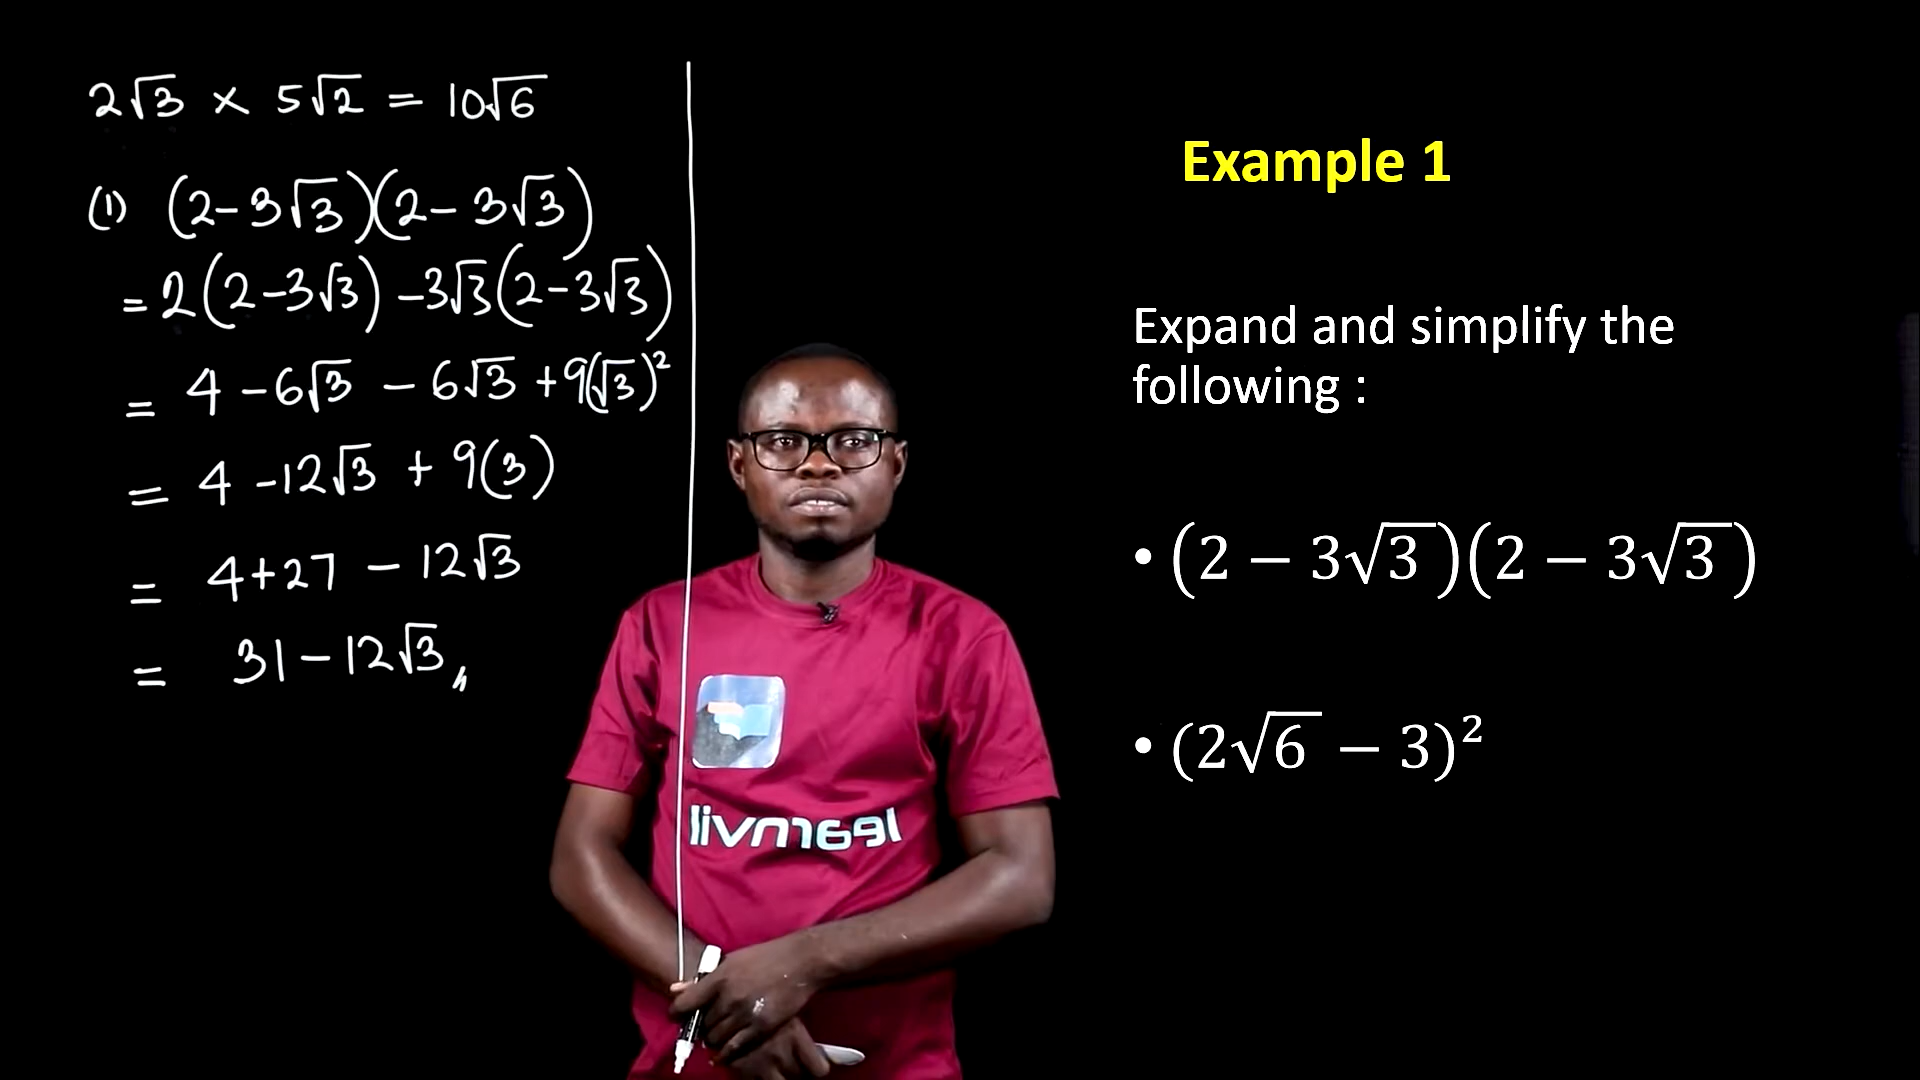 2√3 × 5√2 = 10√6
(1) (2-3√3)(2-3√3)
= 2(2-3√3) -3√3(2-3√3)
= 4 - 6√3 - 6√3 + 9(√3)²
= 4 - 12√3 + 9(3)
= 4+27 - 12√3
= 31 - 12√3
Example 1
Expand and simplify the
following :
• (2 − 3√3)(2 − 3√3)
• (2√6 − 3)²